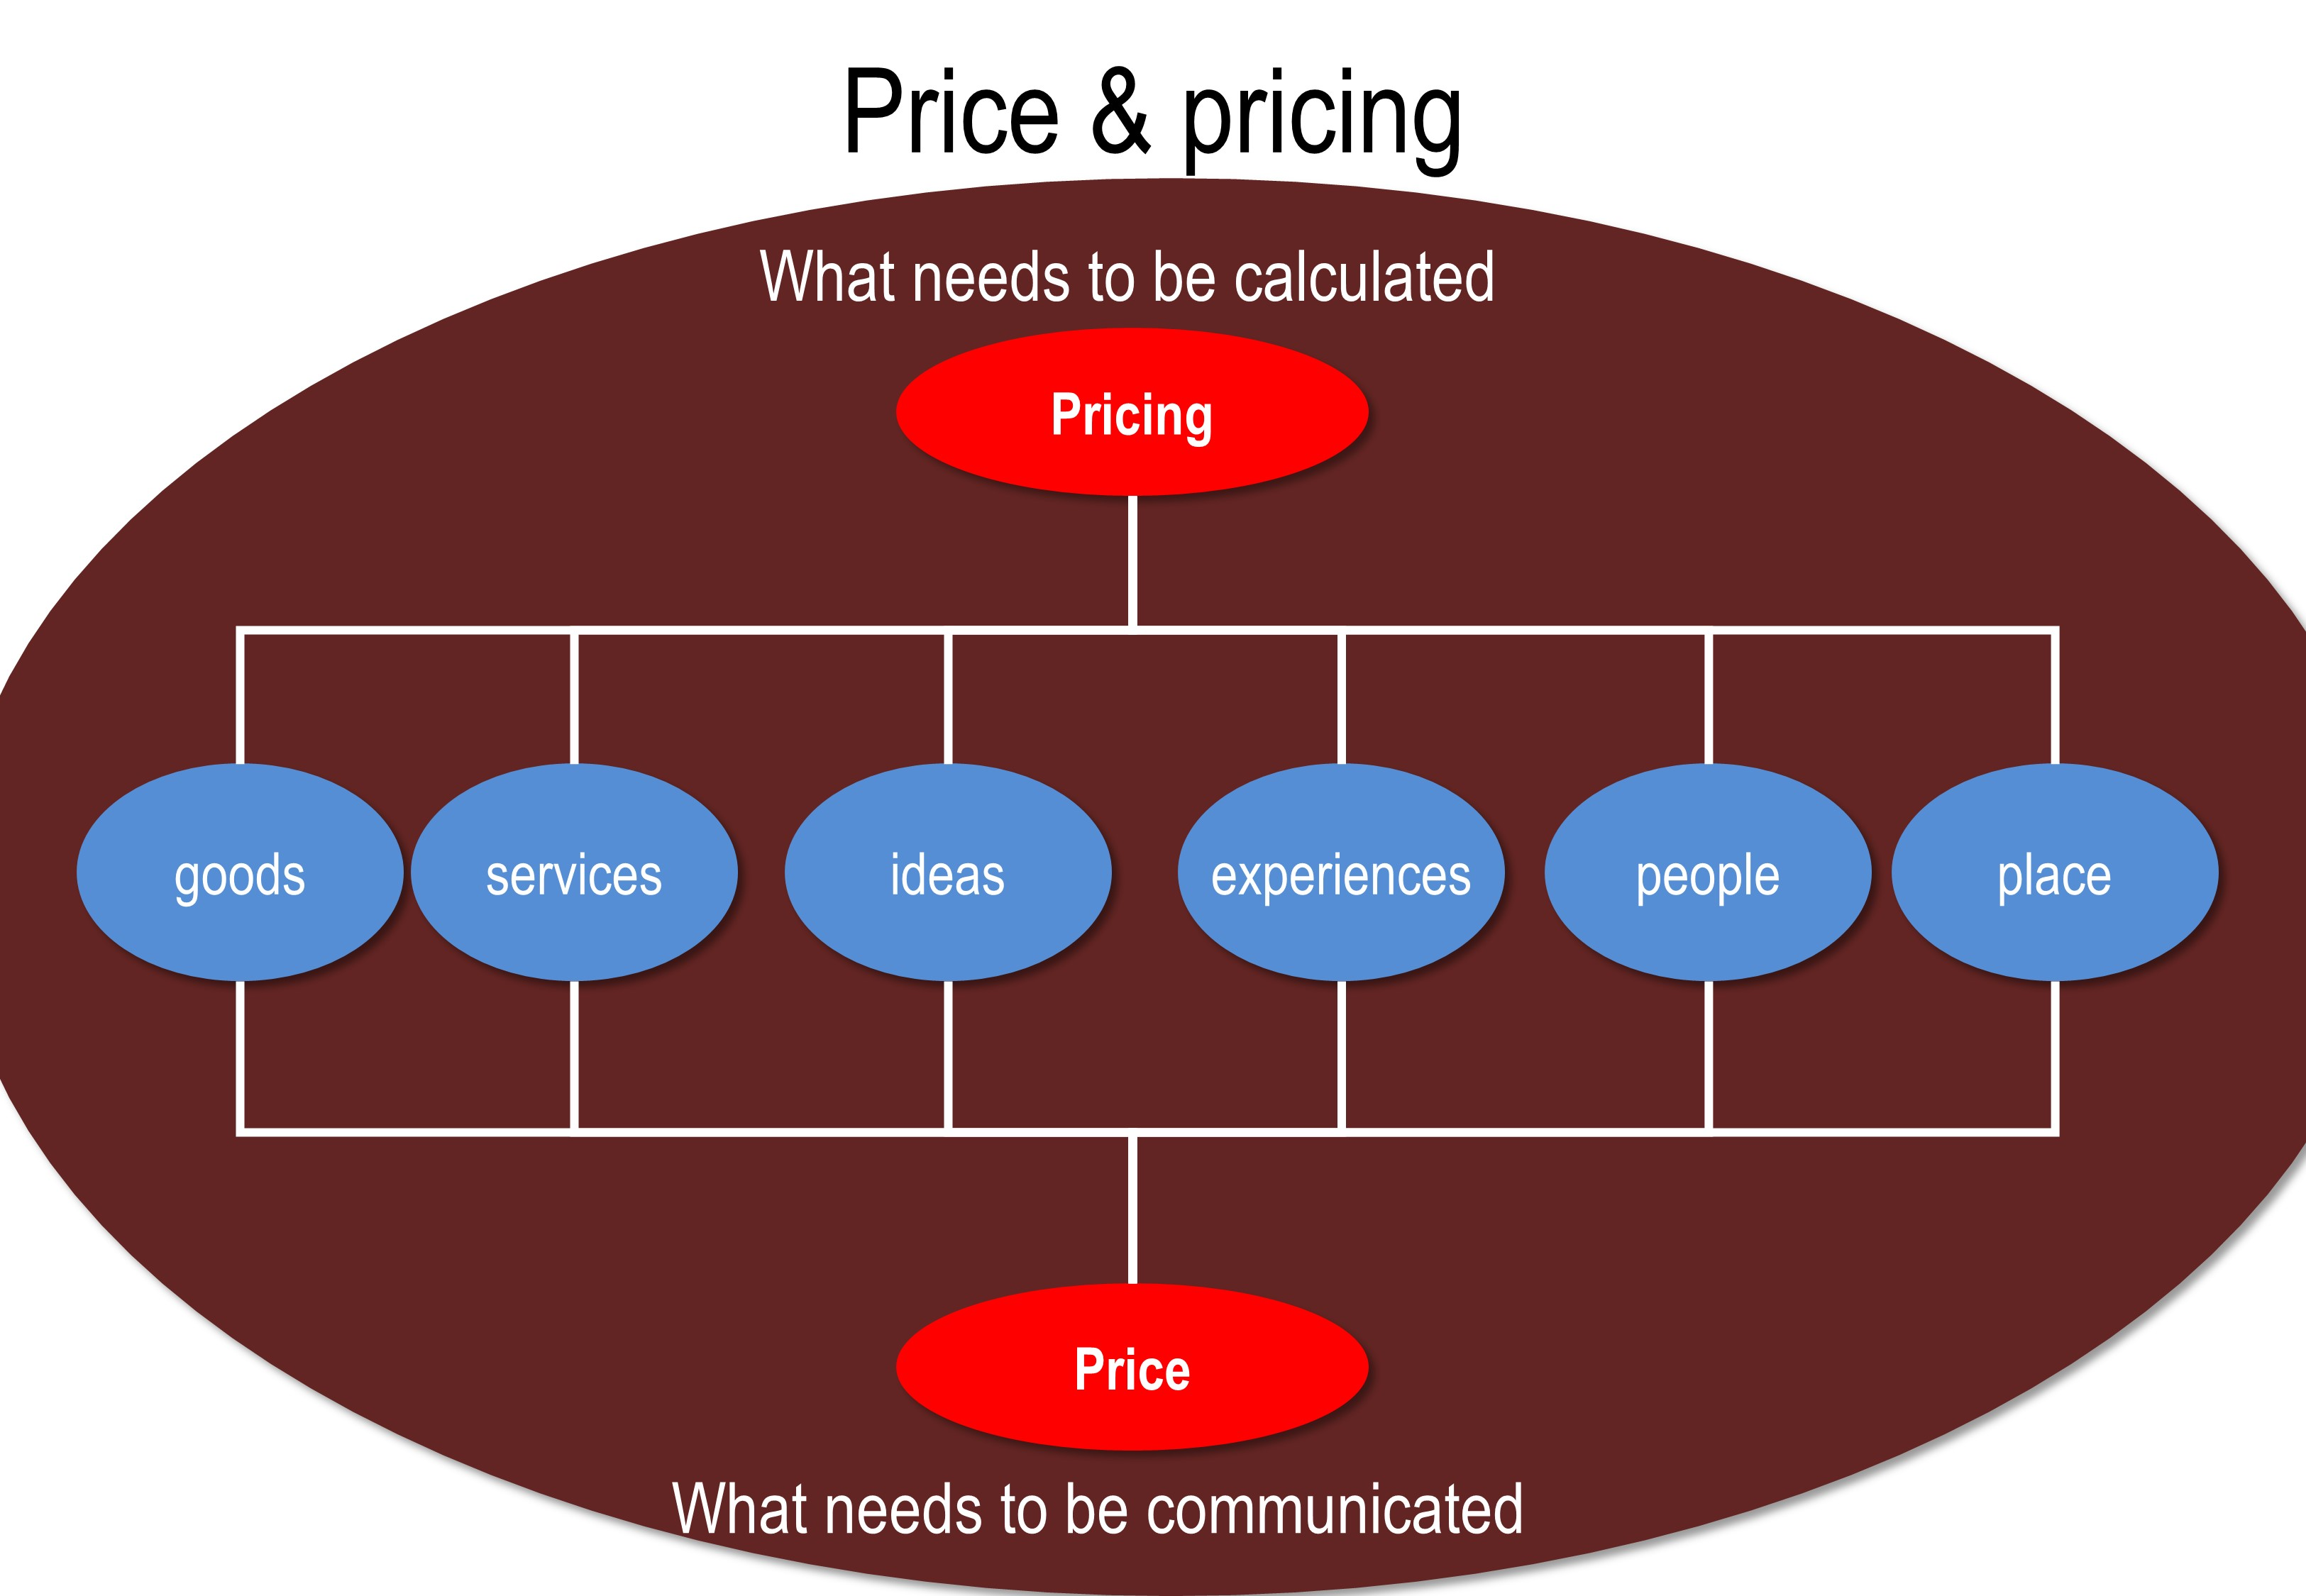 Price & pricing
What needs to be calculated
Pricing
goods
services
ideas
experiences
people
place
Price
What needs to be communicated